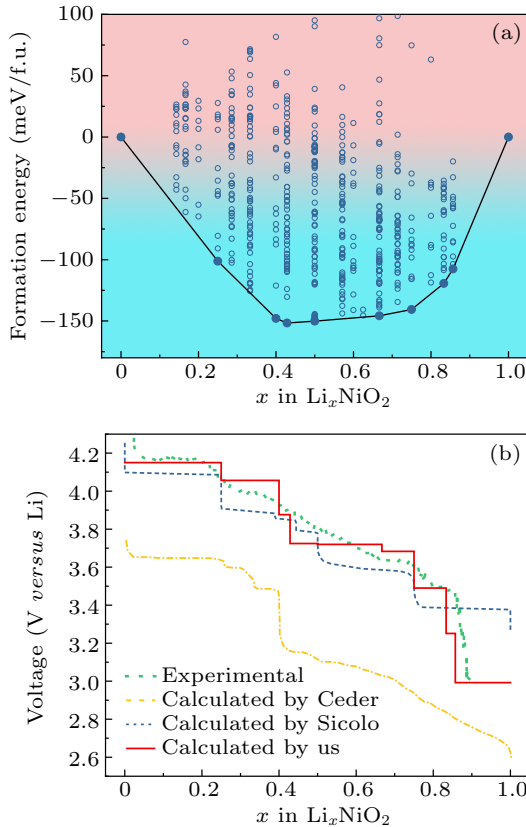 (a)
Formation energy (meV/f.u.)
100
50
0
−50
−100
−150
0 0.2 0.4 0.6 0.8 1.0
x in LixNiO2
(b)
Voltage (V versus Li)
4.2
4.0
3.8
3.6
3.4
3.2
3.0
2.8
2.6
Experimental
Calculated by Ceder
Calculated by Sicolo
Calculated by us
0 0.2 0.4 0.6 0.8 1.0
x in LixNiO2